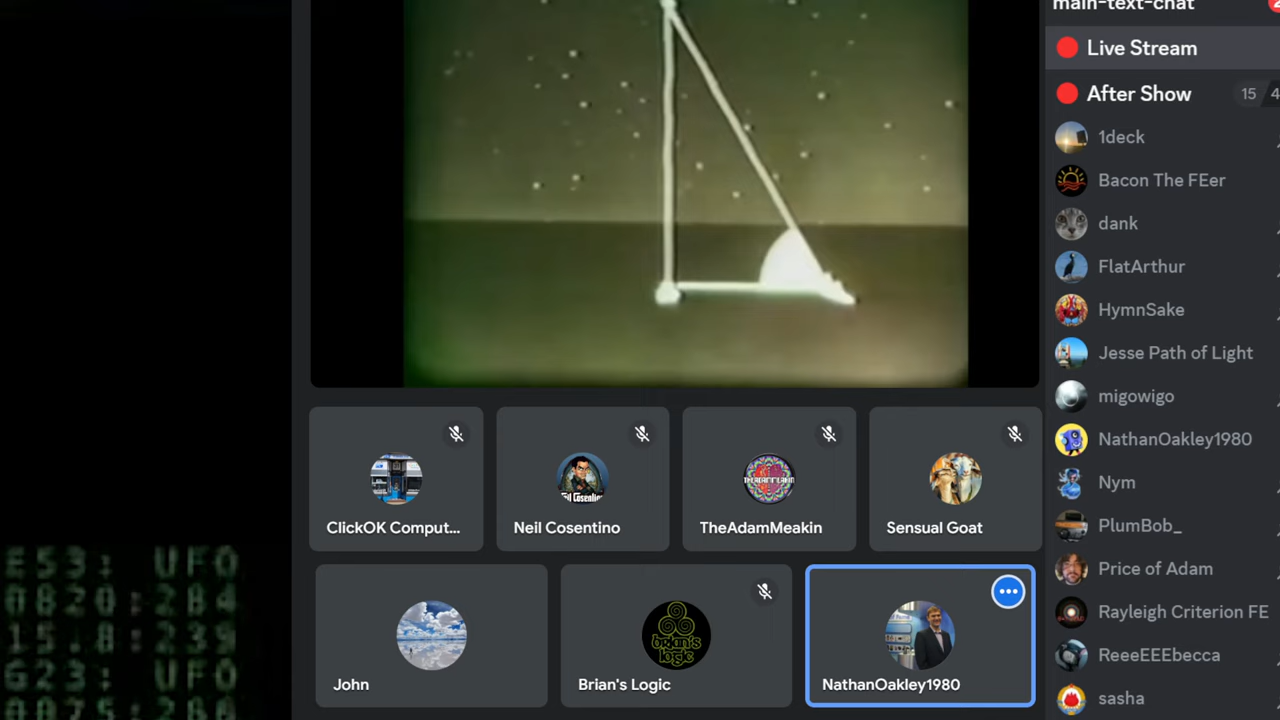 main-text-chat
Live Stream
After Show 15
1deck
Bacon The FEer
dank
FlatArthur
HymnSake
Jesse Path of Light
migowigo
NathanOakley1980
Nym
PlumBob_
Price of Adam
Rayleigh Criterion FE
ReeeEEEbecca
sasha
ClickOK Comput...
Neil Cosentino
TheAdamMeakin
Sensual Goat
John
Brian's Logic
NathanOakley1980
brian's
logic
E53: UFO
0820:284
15.8:239
G23: UFO